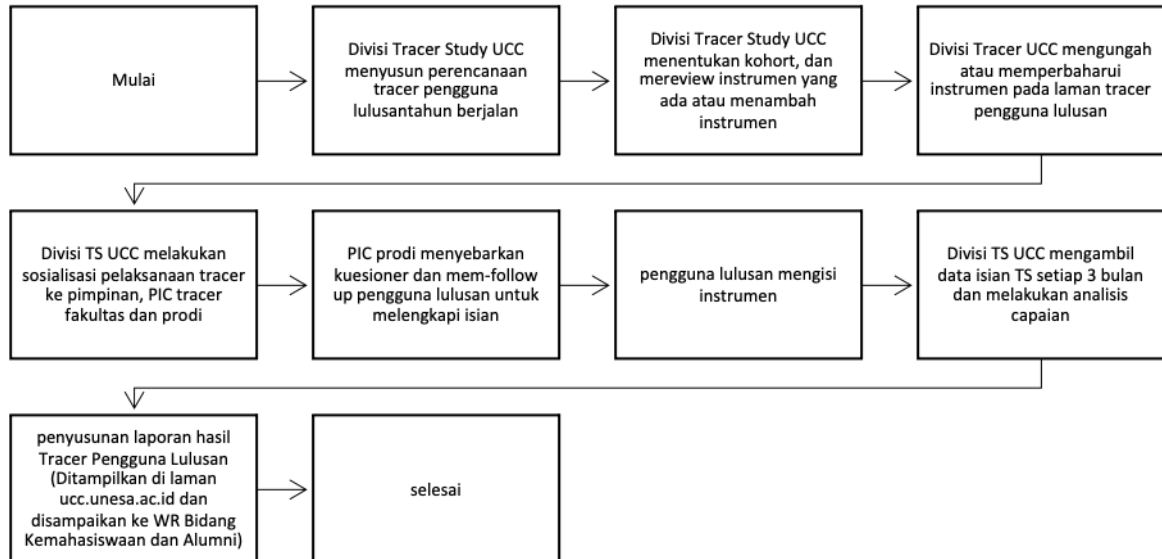 Mulai
Divisi Tracer Study UCC
menyusun perencanaan
tracer pengguna
lulusantahun berjalan
Divisi Tracer Study UCC
menentukan kohort, dan
mereview instrumen yang
ada atau menambah
instrumen
Divisi Tracer UCC mengungah
atau memperbaharui
instrumen pada laman tracer
pengguna lulusan
Divisi TS UCC melakukan
sosialisasi pelaksanaan tracer
ke pimpinan, PIC tracer
fakultas dan prodi
PIC prodi menyebarkan
kuesioner dan mem-follow
up pengguna lulusan untuk
melengkapi isian
pengguna lulusan mengisi
instrumen
Divisi TS UCC mengambil
data isian TS setiap 3 bulan
dan melakukan analisis
capaian
penyusunan laporan hasil
Tracer Pengguna Lulusan
(Ditampilkan di laman
ucc.unesa.ac.id dan
disampaikan ke WR Bidang
Kemahasiswaan dan Alumni)
selesai